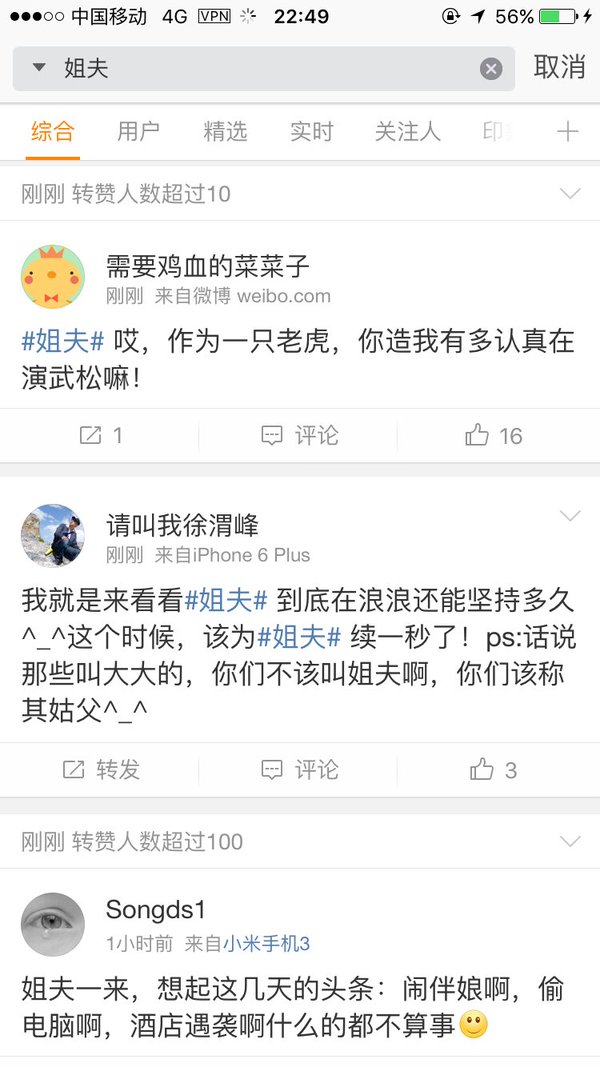 中国移动 4G VPN 22:49 56%
姐夫 取消
综合 用户 精选 实时 关注人 印
刚刚 转赞人数超过10
需要鸡血的菜菜子
刚刚 来自微博 weibo.com
#姐夫# 哎，作为一只老虎，你造我有多认真在
演武松嘛！
1 评论 16
请叫我徐渭峰
刚刚 来自iPhone 6 Plus
我就是来看看#姐夫# 到底在浪浪还能坚持多久
^_^这个时候，该为#姐夫# 续一秒了！ps:话说
那些叫大大的，你们不该叫姐夫啊，你们该称
其姑父^_^
转发 评论 3
刚刚 转赞人数超过100
Songds1
1小时前 来自小米手机3
姐夫一来，想起这几天的头条：闹伴娘啊，偷
电脑啊，酒店遇袭啊什么的都不算事